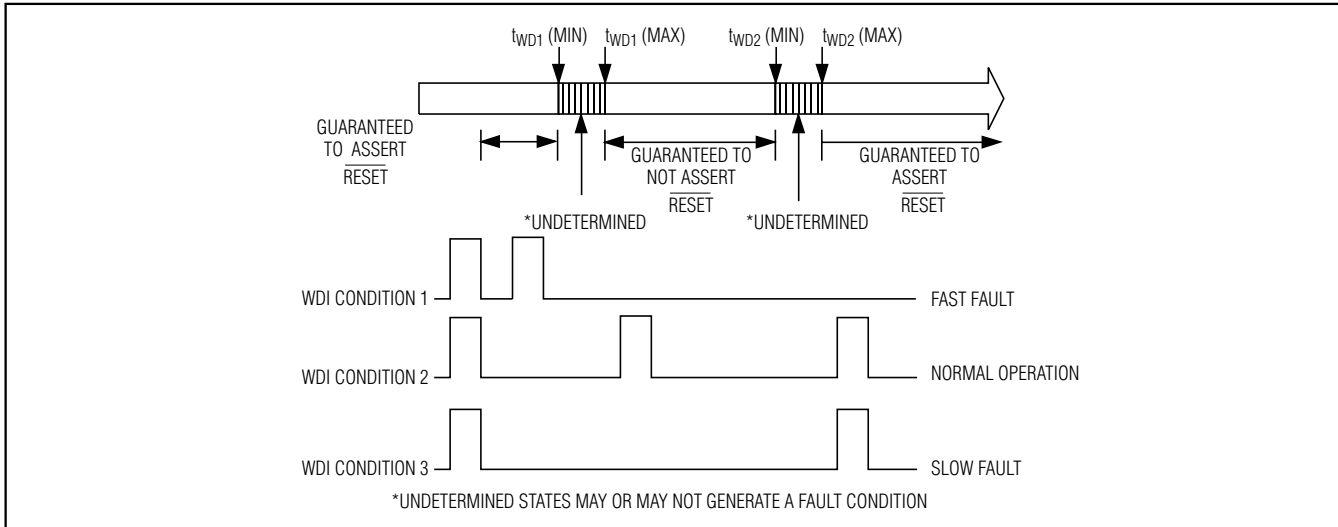 tWD1 (MIN) tWD1 (MAX) tWD2 (MIN) tWD2 (MAX)
GUARANTEED
TO ASSERT
RESET
GUARANTEED TO
NOT ASSERT
RESET
GUARANTEED TO
ASSERT
RESET
*UNDETERMINED *UNDETERMINED
WDI CONDITION 1 FAST FAULT
WDI CONDITION 2 NORMAL OPERATION
WDI CONDITION 3 SLOW FAULT
*UNDETERMINED STATES MAY OR MAY NOT GENERATE A FAULT CONDITION